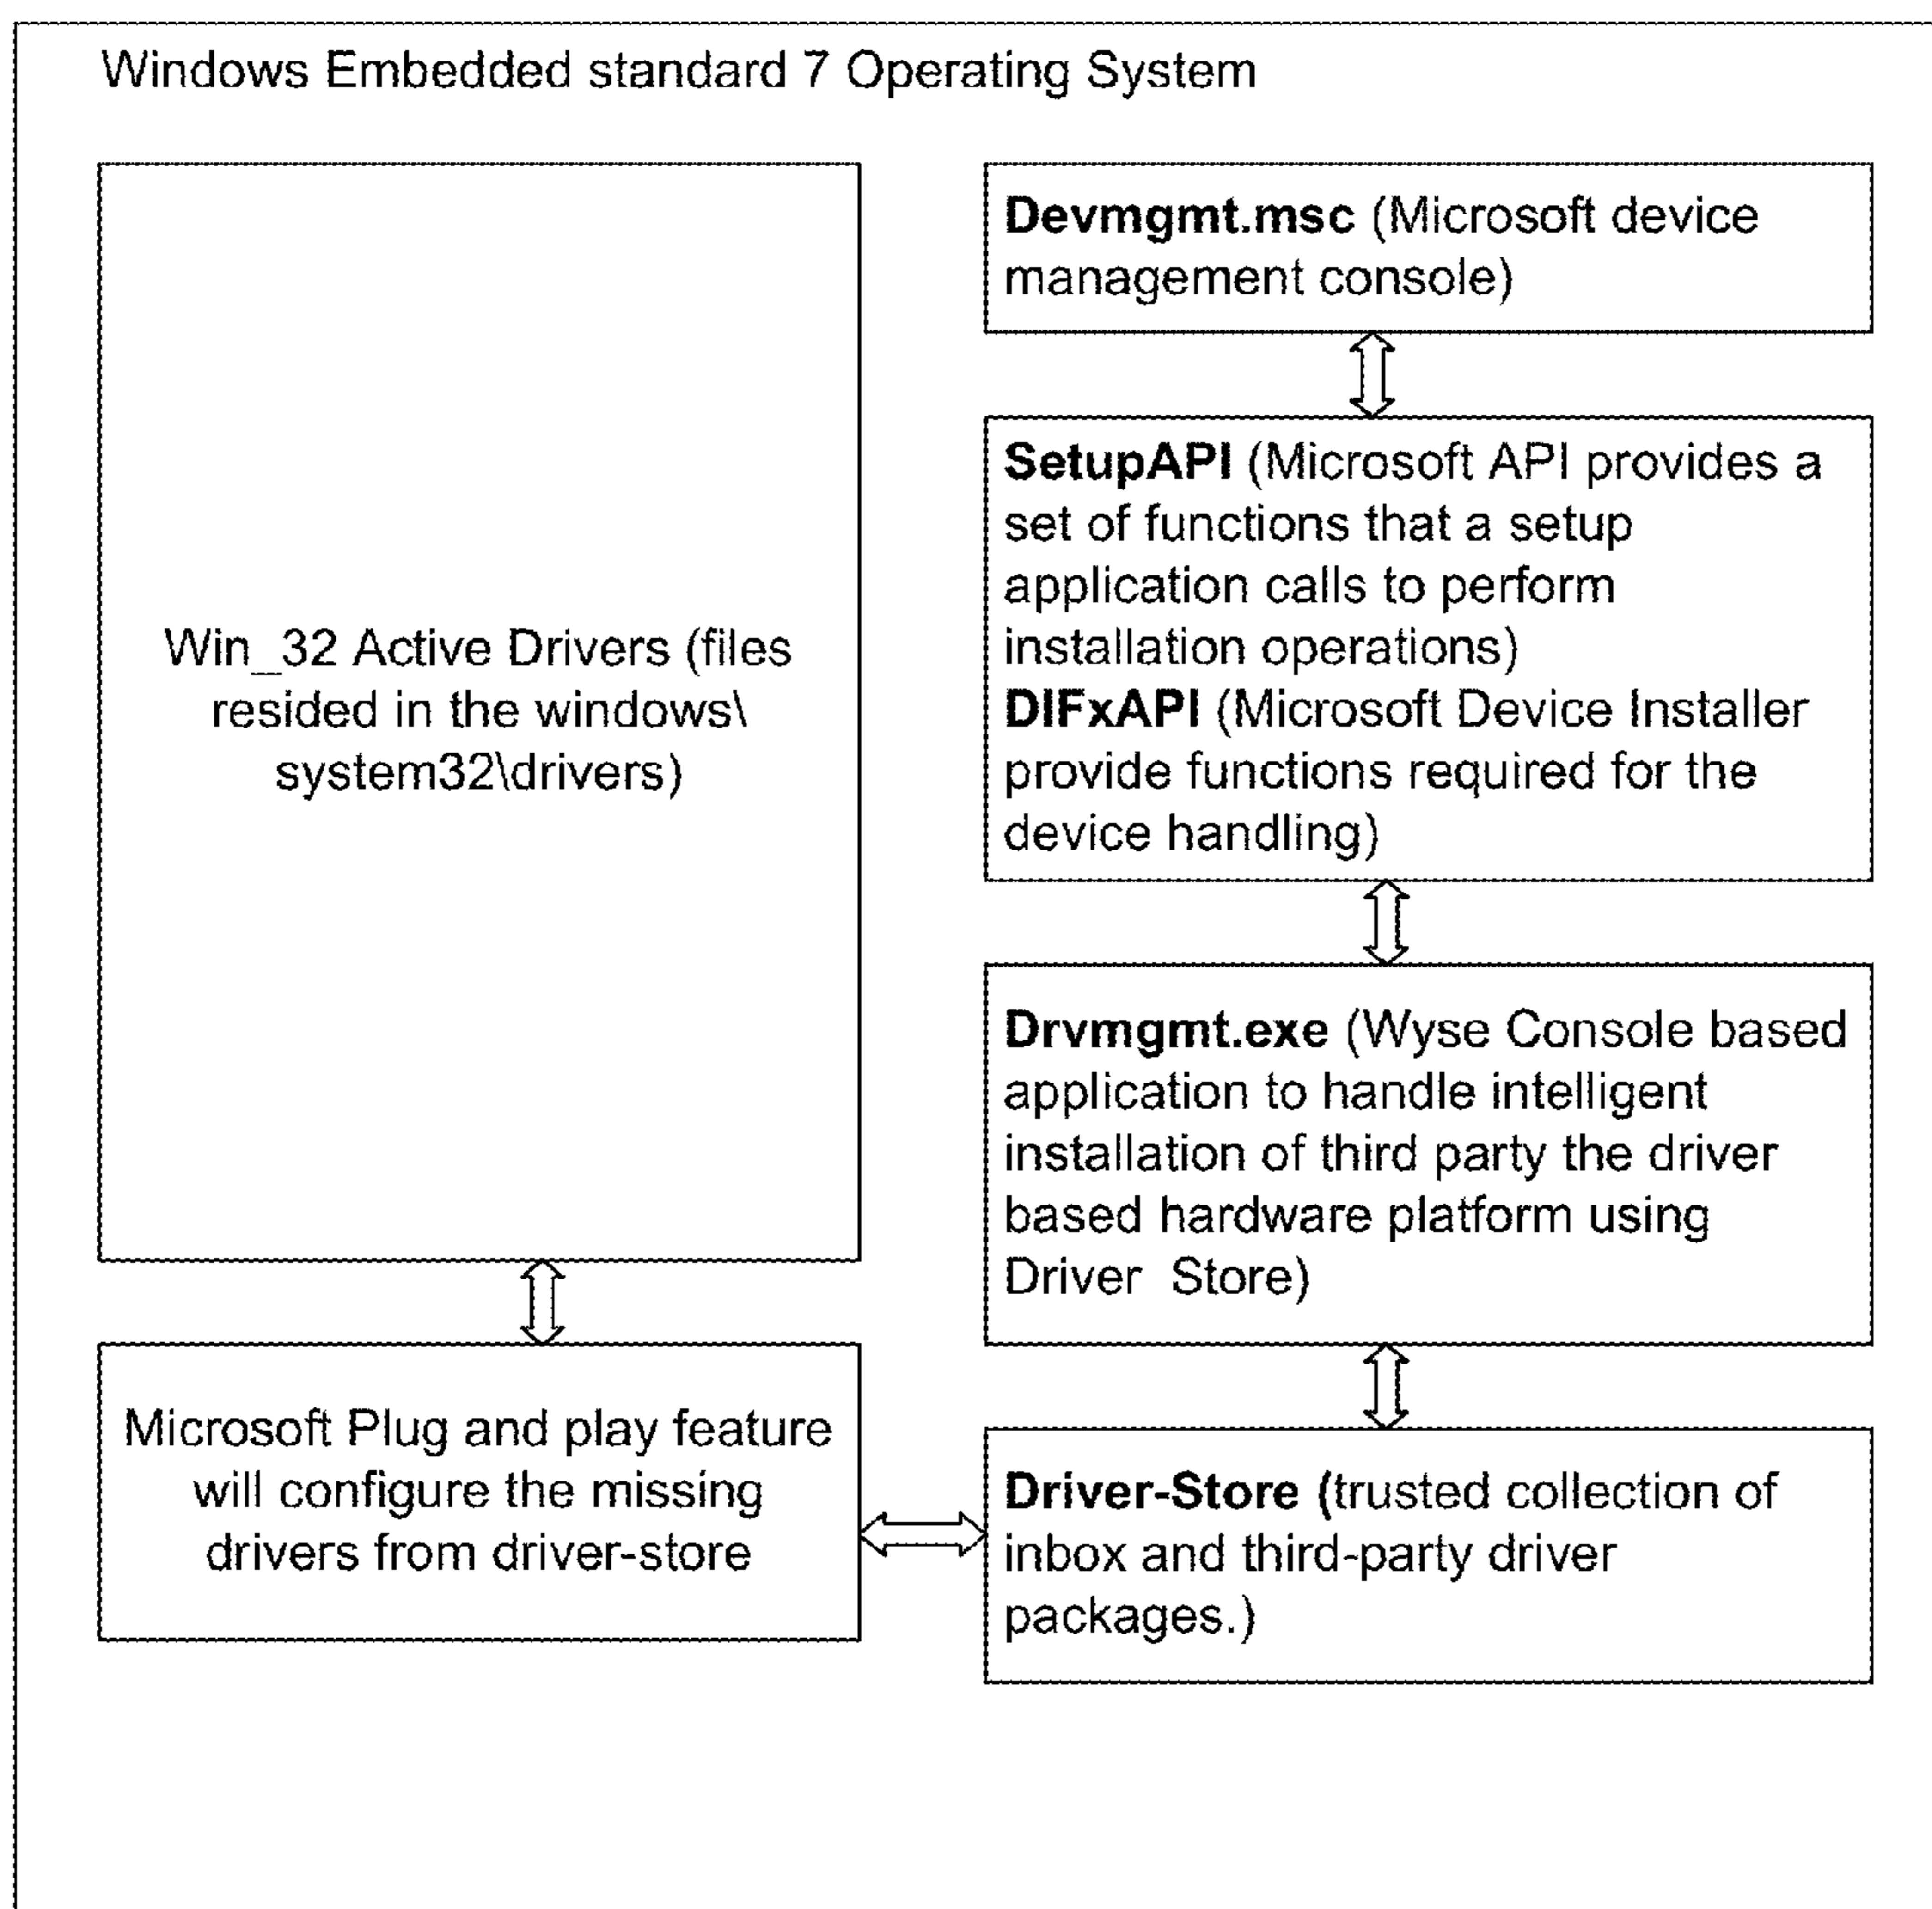 Windows Embedded standard 7 Operating System
Win_32 Active Drivers (files
resided in the windows\
system32\drivers)
Microsoft Plug and play feature
will configure the missing
drivers from driver-store
Devmgmt.msc (Microsoft device
management console)
SetupAPI (Microsoft API provides a
set of functions that a setup
application calls to perform
installation operations)
DIFxAPI (Microsoft Device Installer
provide functions required for the
device handling)
Drvmgmt.exe (Wyse Console based
application to handle intelligent
installation of third party the driver
based hardware platform using
Driver Store)
Driver-Store (trusted collection of
inbox and third-party driver
packages.)